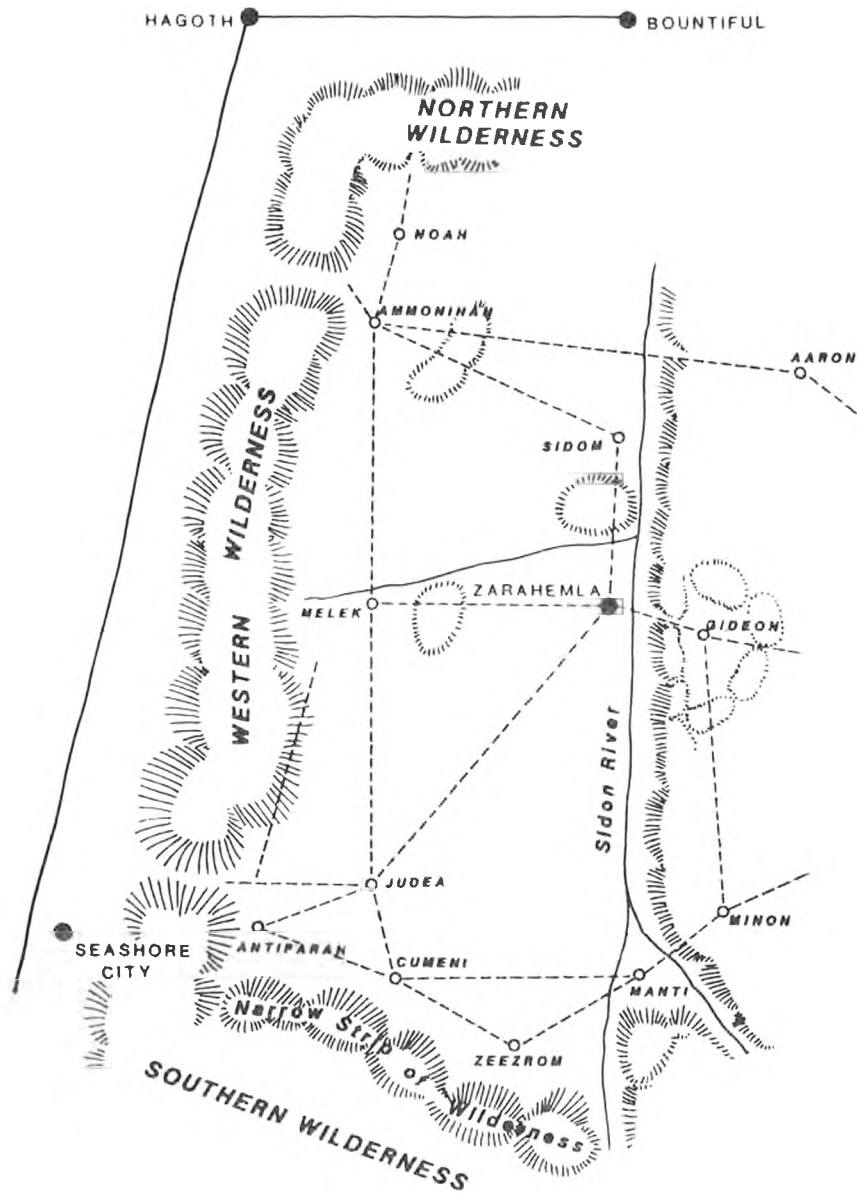 HAGOTH
BOUNTIFUL
NORTHERN
WILDERNESS
NOAH
AMMONIHAH
AARON
SIDOM
WESTERN WILDERNESS
ZARAHEMLA
MELEK
GIDEON
Sidon River
JUDEA
MINON
ANTIPARAH
SEASHORE
CITY
CUMENI
MANTI
Narrow Strip of Wilderness
ZEEZROM
SOUTHERN WILDERNESS